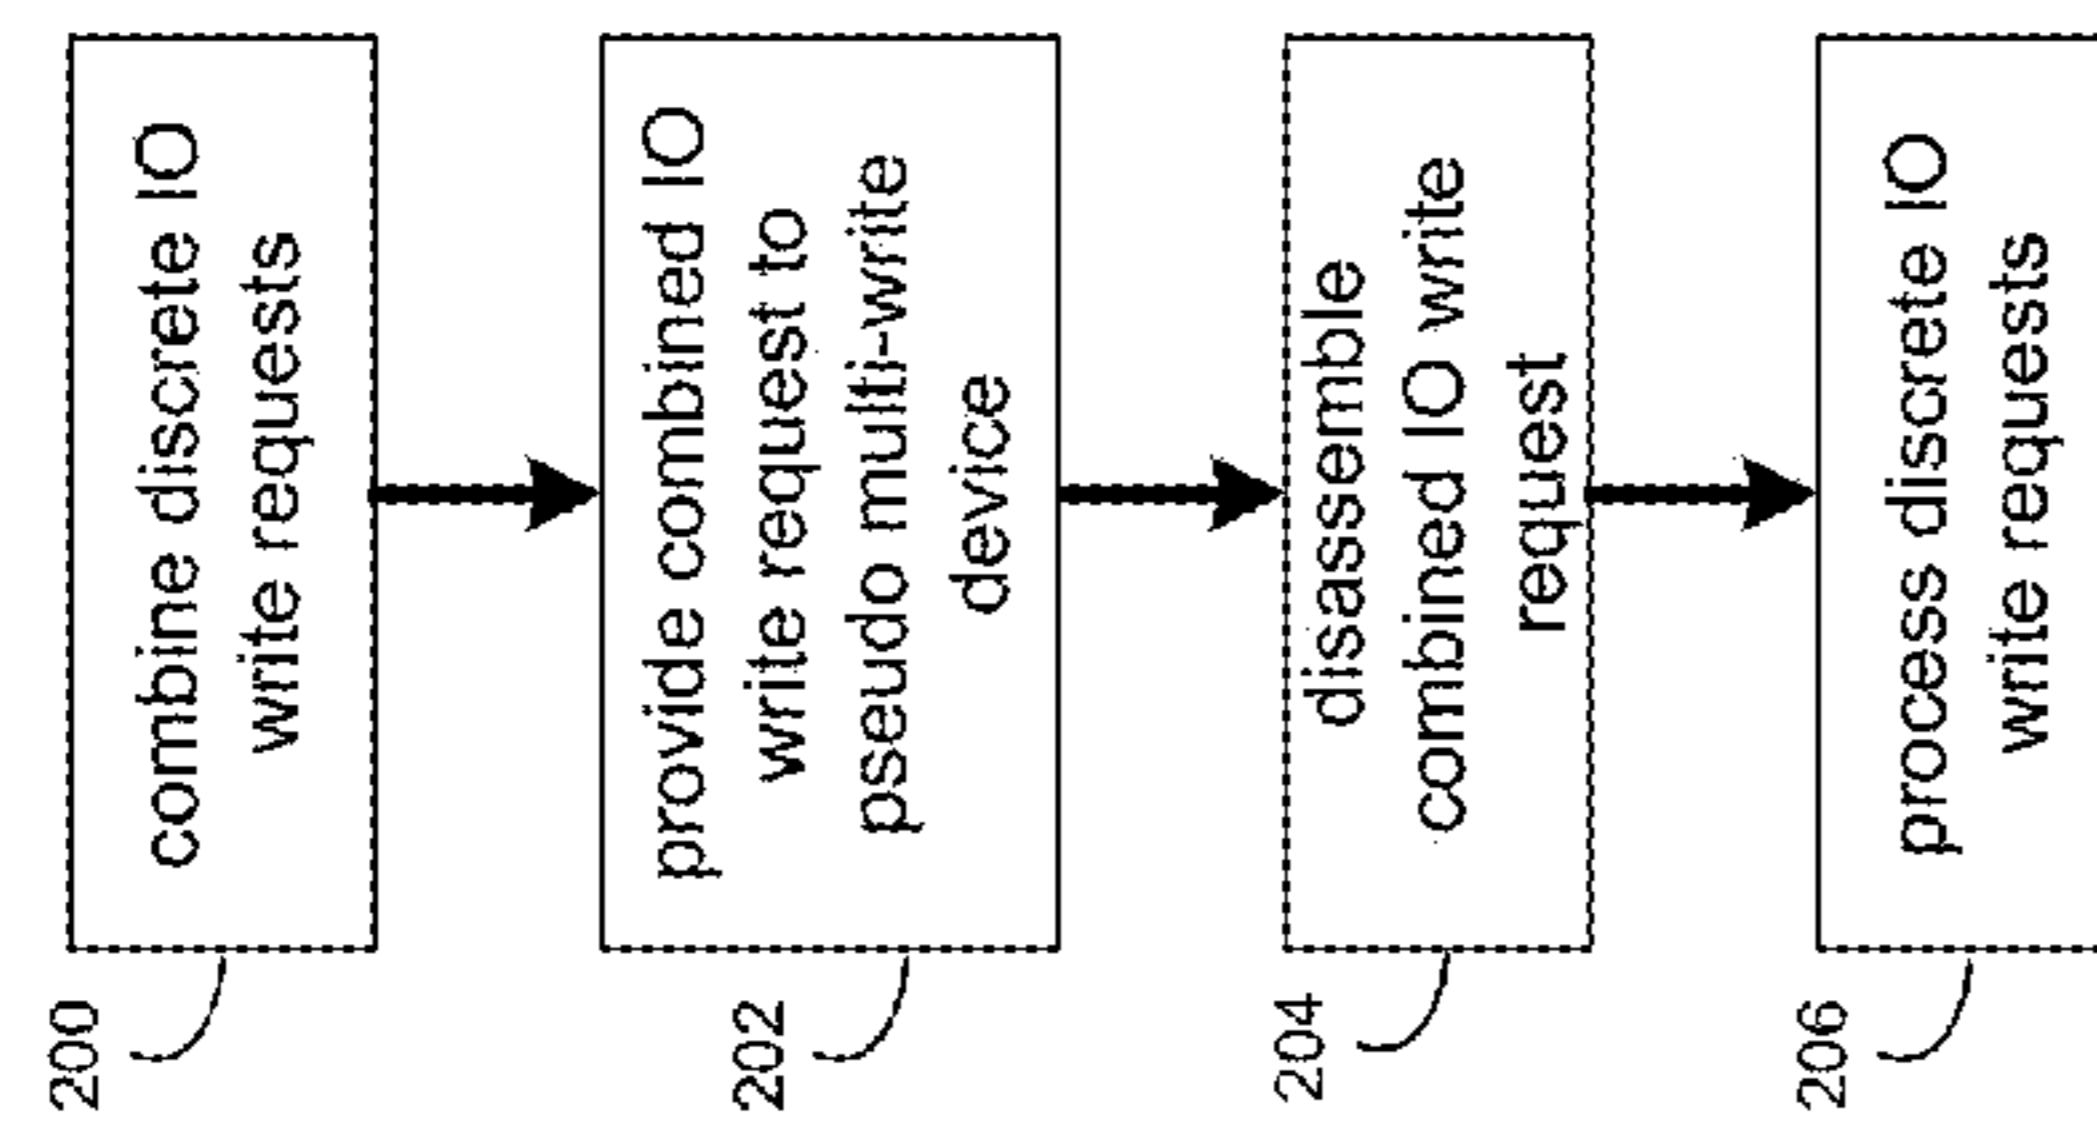 200
combine discrete IO
write requests
202
provide combined IO
write request to
pseudo multi-write
device
204
disassemble
combined IO write
request
206
process discrete IO
write requests